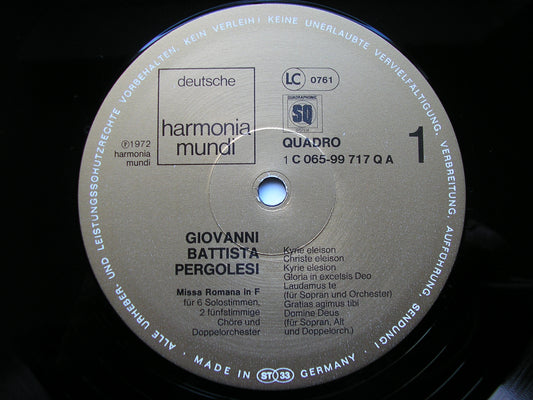 ALLE URHEBER- UND LEISTUNGSSCHUTZRECHTE VORBEHALTEN. KEIN VERLEIH! KEINE UNERLAUBTE VERVIELFÄLTIGUNG, VERBREITUNG, AUFFÜHRUNG, SENDUNG!
deutsche
harmonia
mundi
LC 0761
QUADRAPHONIC
SQ
℗1972
harmonia
mundi
QUADRO
1 C 065-99 717 Q A
1
GIOVANNI
BATTISTA
PERGOLESI
Missa Romana in F
für 6 Solostimmen,
2 fünfstimmige
Chöre und
Doppelorchester
Kyrie eleison
Christe eleison
Kyrie elesion
Gloria in excelsis Deo
Laudamus te
(für Sopran und Orchester)
Gratias agimus tibi
Domine Deus
(für Sopran, Alt
und Doppelorch.)
MADE IN ST 33 GERMANY